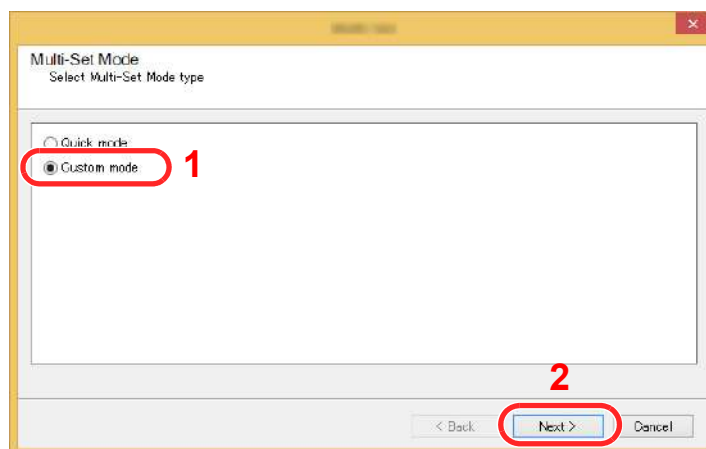 Multi-Set Mode
Select Multi-Set Mode type
Quick mode
Custom mode
1
2
< Back
Next >
Cancel